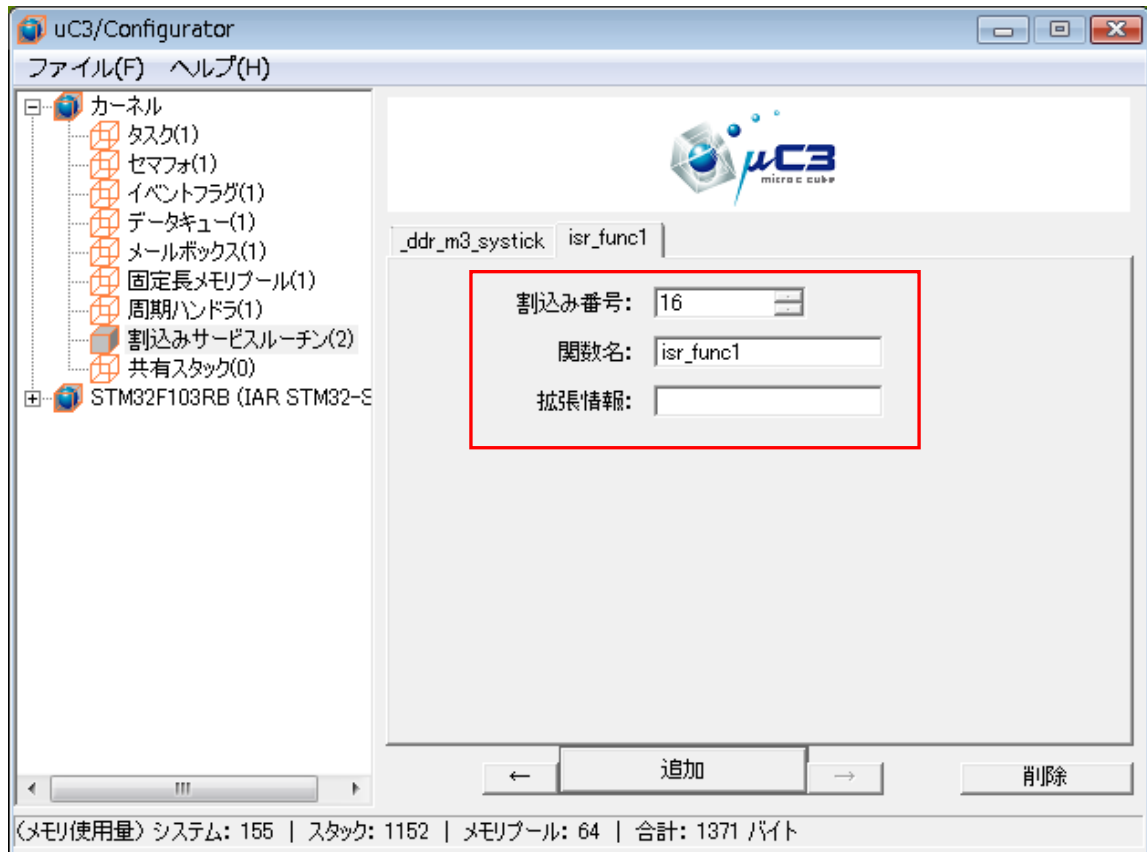 uC3/Configurator
ファイル(F) ヘルプ(H)
カーネル
タスク(1)
セマフォ(1)
イベントフラグ(1)
データキュー(1)
メールボックス(1)
固定長メモリプール(1)
周期ハンドラ(1)
割込みサービスルーチン(2)
共有スタック(0)
STM32F103RB (IAR STM32-S
μC3
micro c cube
_ddr_m3_systick isr_func1
割込み番号: 16
関数名: isr_func1
拡張情報:
← 追加 → 削除
(メモリ使用量) システム: 155 | スタック: 1152 | メモリプール: 64 | 合計: 1371 バイト